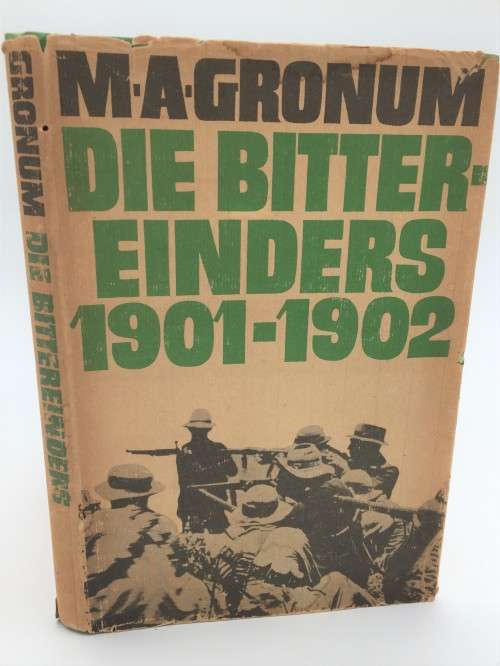 M·A·GRONUM
DIE BITTER-
EINDERS
1901-1902
GRONUM DIE BITTEREINDERS